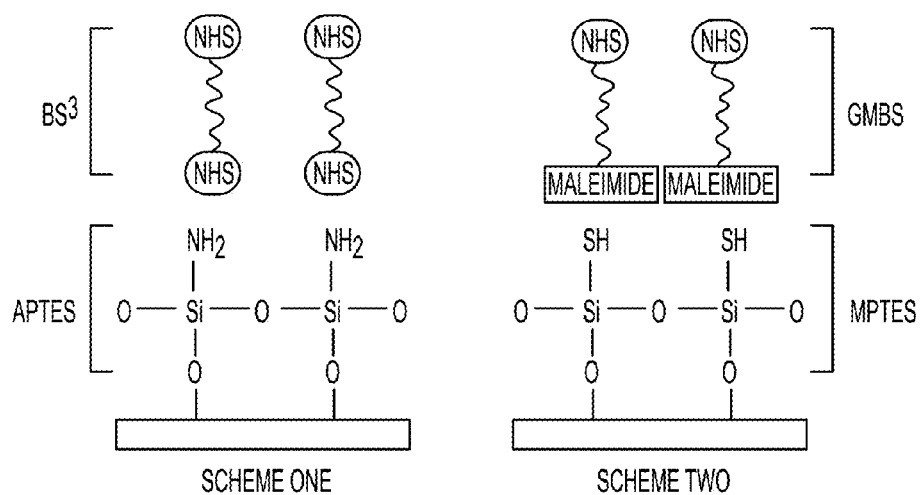 NHS NHS NHS NHS
BS³ GMBS
NHS NHS MALEIMIDE MALEIMIDE
NH₂ NH₂ SH SH
APTES O Si O Si O O Si O Si O MPTES
O O O O
SCHEME ONE SCHEME TWO